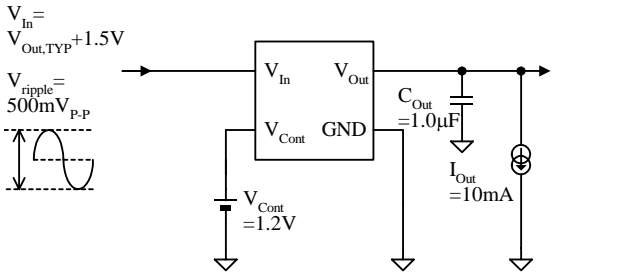 V_In=
V_Out,TYP+1.5V
V_ripple=
500mV_P-P
V_In V_Out
V_Cont GND
C_Out
=1.0μF
I_Out
=10mA
V_Cont
=1.2V